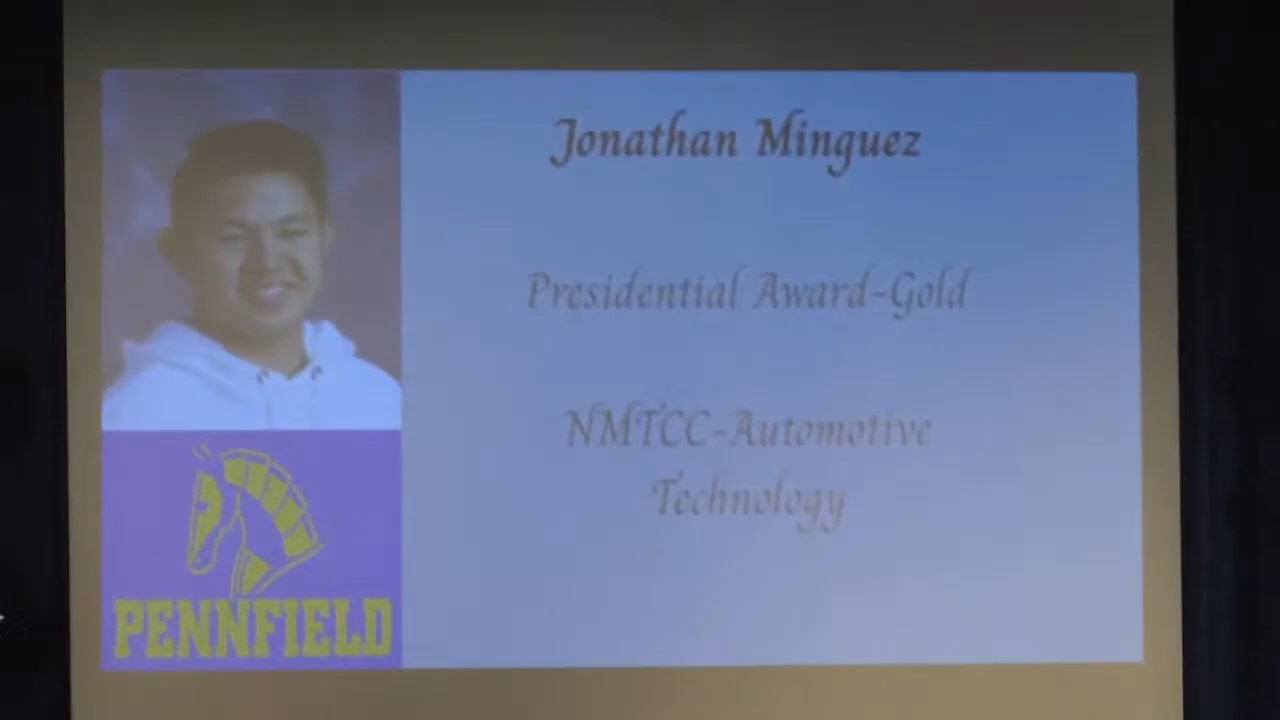 Jonathan Minguez
Presidential Award-Gold
NMTCC-Automotive
Technology
PENNFIELD